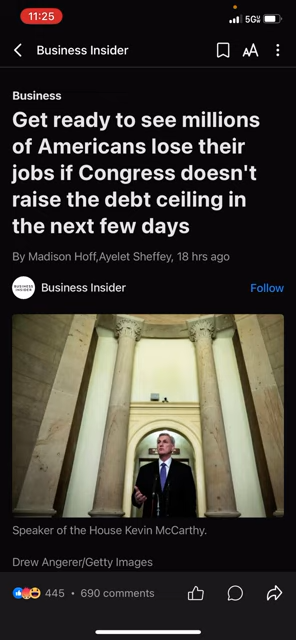 11:25
5G
Business Insider
AA
Business
Get ready to see millions
of Americans lose their
jobs if Congress doesn't
raise the debt ceiling in
the next few days
By Madison Hoff,Ayelet Sheffey, 18 hrs ago
BUSINESS
INSIDER
Business Insider
Follow
Speaker of the House Kevin McCarthy.
Drew Angerer/Getty Images
445 • 690 comments